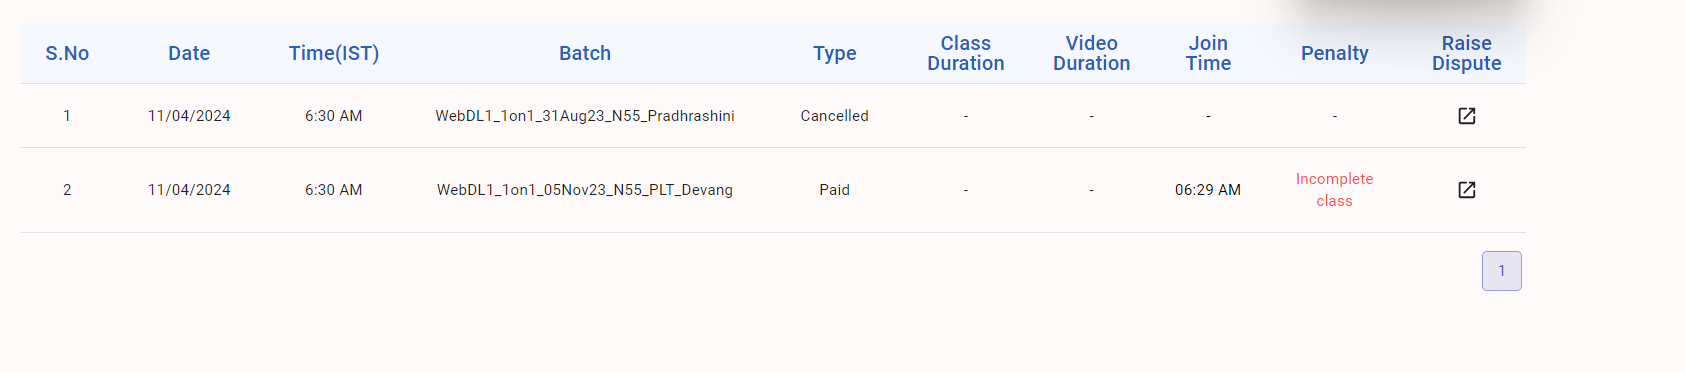 S.No Date Time(IST) Batch Type Class Duration Video Duration Join Time Penalty Raise Dispute
1 11/04/2024 6:30 AM WebDL1_1on1_31Aug23_N55_Pradhrashini Cancelled - - - -
2 11/04/2024 6:30 AM WebDL1_1on1_05Nov23_N55_PLT_Devang Paid - - 06:29 AM Incomplete class
1